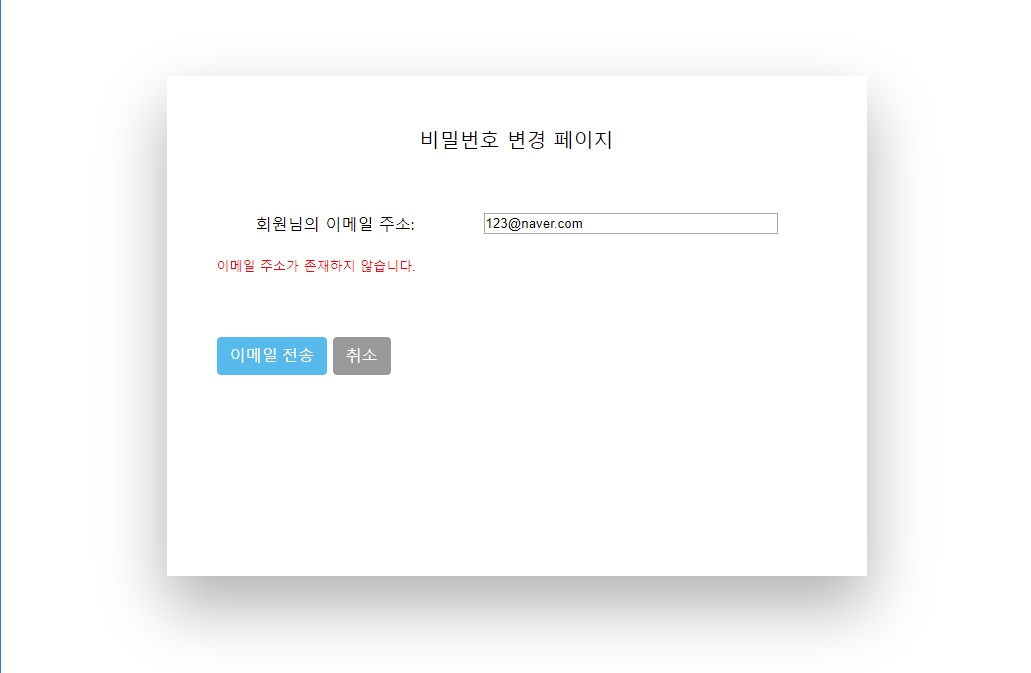 비밀번호 변경 페이지
회원님의 이메일 주소: 123@naver.com
이메일 주소가 존재하지 않습니다.
이메일 전송 취소